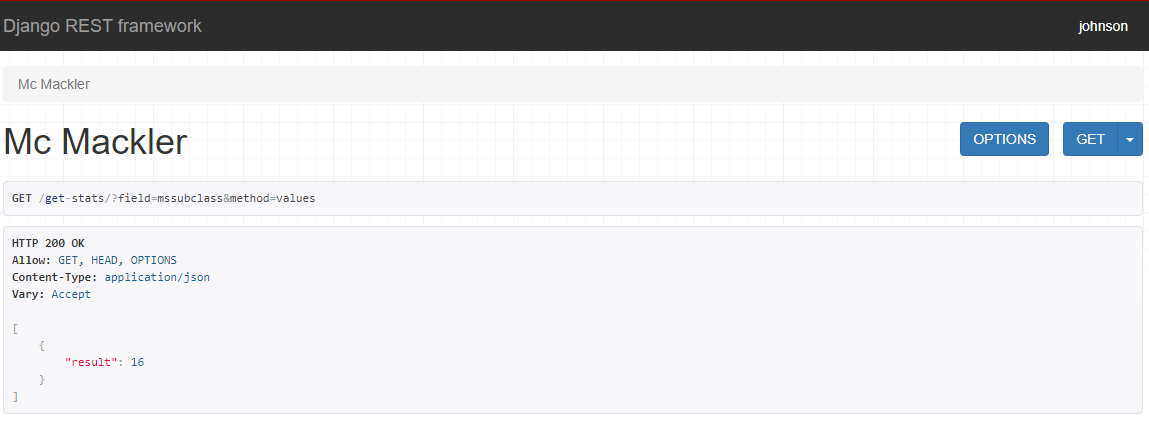 Django REST framework
johnson
Mc Mackler
Mc Mackler
OPTIONS
GET
GET /get-stats/?field=mssubclass&method=values
HTTP 200 OK
Allow: GET, HEAD, OPTIONS
Content-Type: application/json
Vary: Accept
[
    {
        "result": 16
    }
]